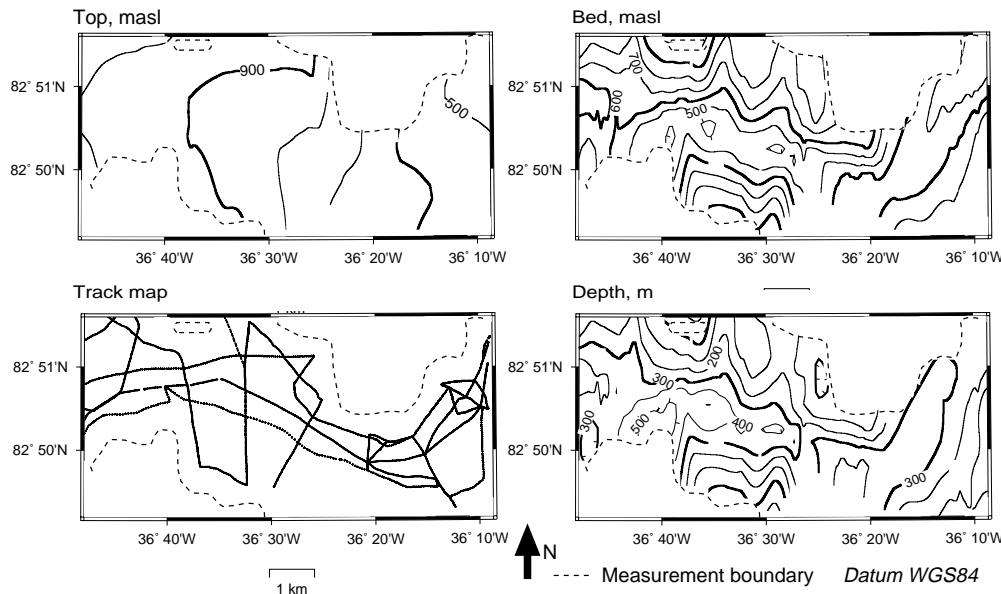 Top, masl
Bed, masl
900
500
82° 51'N
82° 50'N
36° 40'W
36° 30'W
36° 20'W
36° 10'W
700
600
500
82° 51'N
82° 50'N
36° 40'W
36° 30'W
36° 20'W
36° 10'W
Track map
Depth, m
82° 51'N
82° 50'N
36° 40'W
36° 30'W
36° 20'W
36° 10'W
200
300
300
500
400
300
82° 51'N
82° 50'N
36° 40'W
36° 30'W
36° 20'W
36° 10'W
1 km
N
Measurement boundary
Datum WGS84